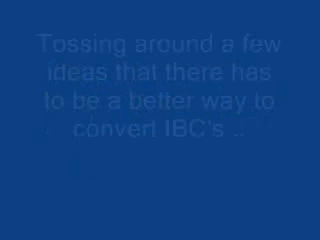 Tossing around a few
ideas that there has
to be a better way to
convert IBC's ..